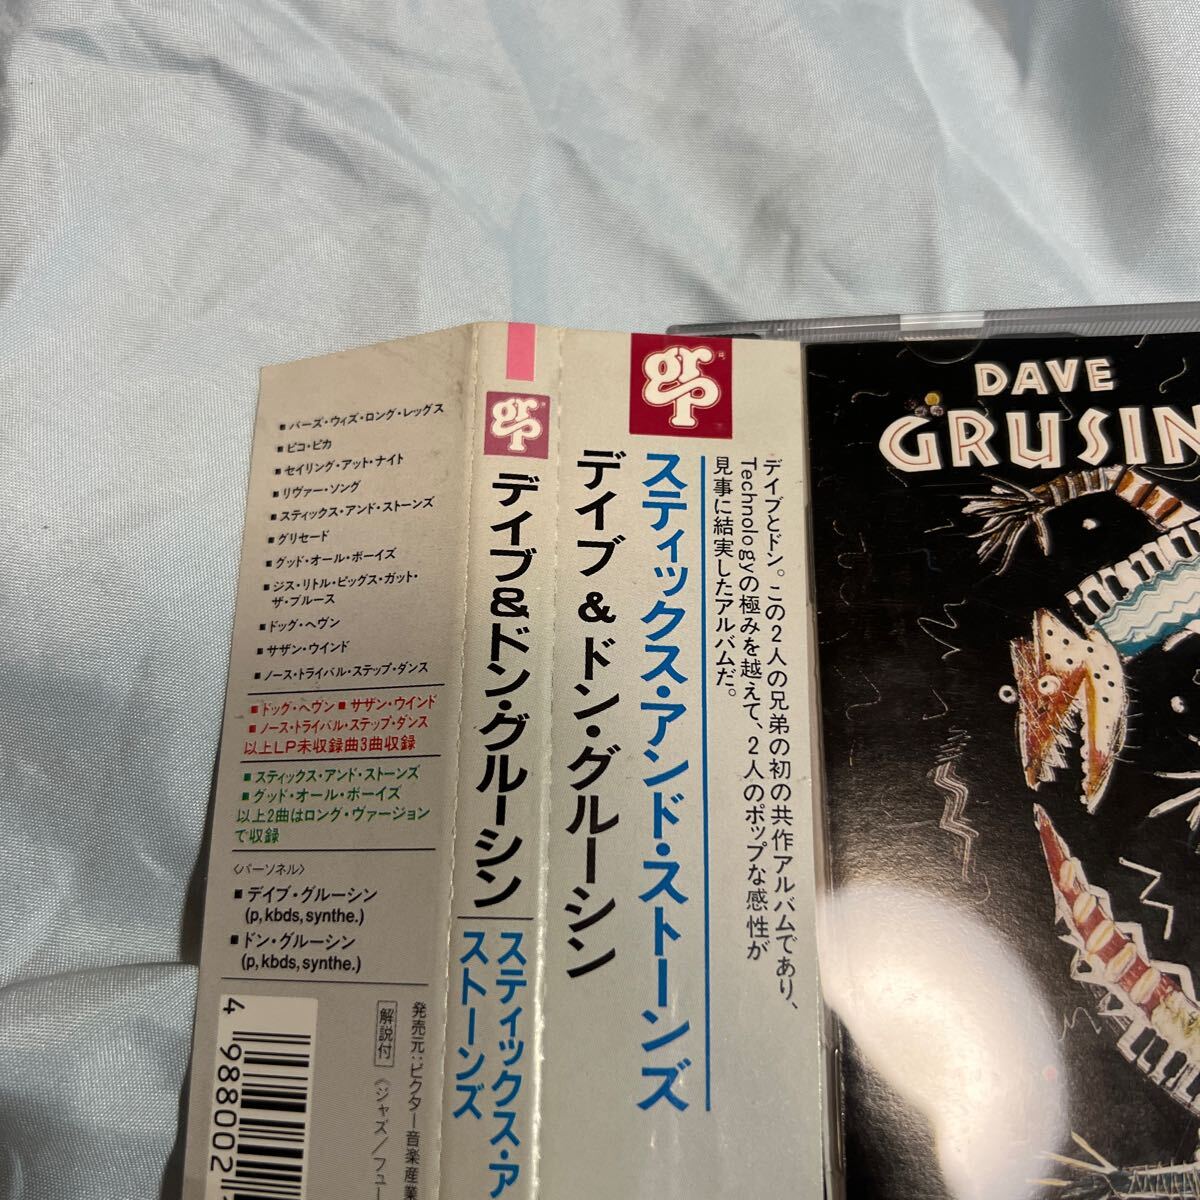 ■ バーズ・ウィズ・ロング・レッグス
■ ピコ・ピカ
■ セイリング・アット・ナイト
■ リヴァー・ソング
■ スティックス・アンド・ストーンズ
■ グリセード
■ グッド・オール・ボーイズ
■ ジス・リトル・ピッグス・ガット・
ザ・ブルース
■ ドッグ・ヘヴン
■ サザン・ウインド
■ ノース・トライバル・ステップ・ダンス
■ ドッグ・ヘヴン ■ サザン・ウインド
■ ノース・トライバル・ステップ・ダンス
以上LP未収録曲3曲収録
■ スティックス・アンド・ストーンズ
■ グッド・オール・ボーイズ
以上2曲はロング・ヴァージョン
で収録
〈パーソネル〉
■ デイブ・グルーシン
(p, kbds, synthe.)
■ ドン・グルーシン
(p, kbds, synthe.)
4 988002
発売元:ビクター音楽産業
解説付 《ジャズ/フュー
grp
デイブ&ドン・グルーシン
スティックス・ア
ストーンズ
grp
スティックス・アンド・ストーンズ
デイブ & ドン・グルーシン
デイブとドン。この2人の兄弟の初の共作アルバムであり、
Technologyの極みを越えて、2人のポップな感性が
見事に結実したアルバムだ。
DAVE
GRUSIN